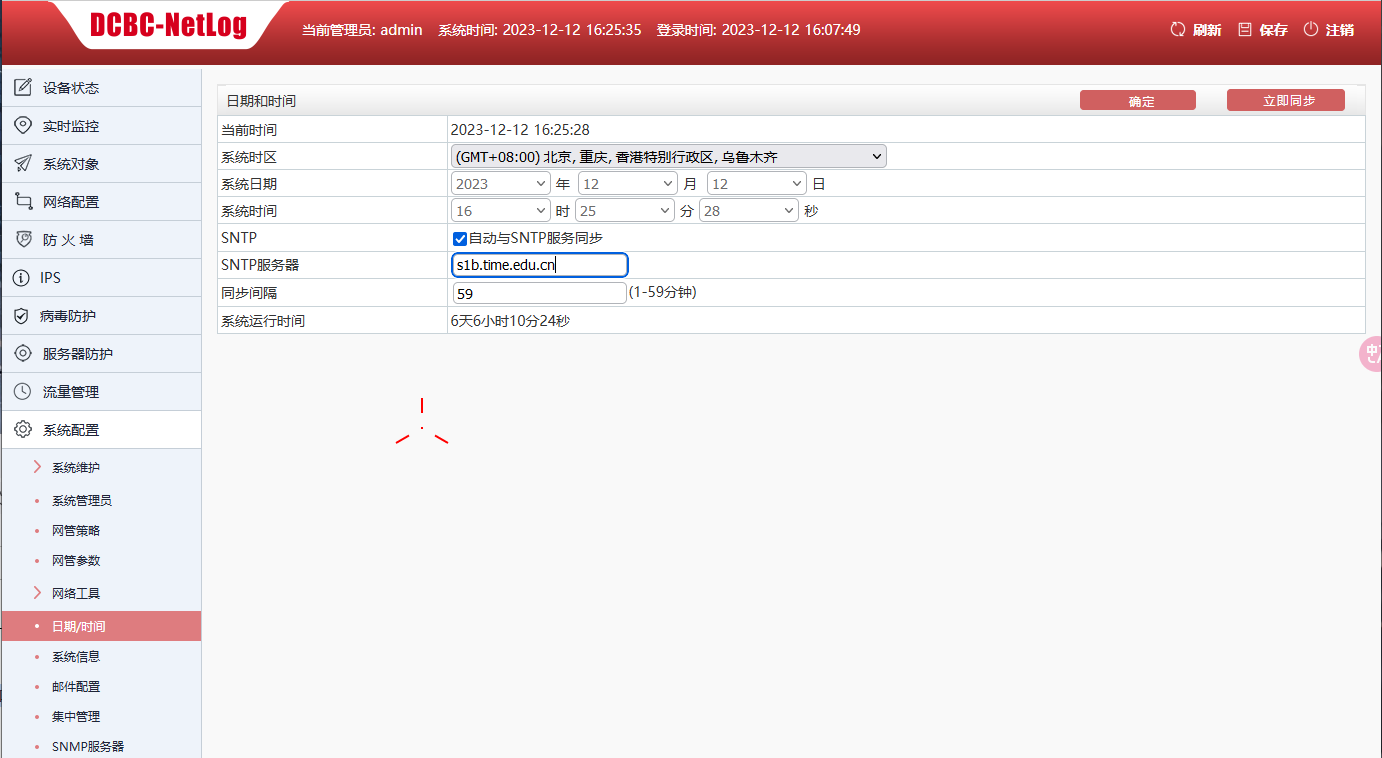 DCBC-NetLog
当前管理员: admin 系统时间: 2023-12-12 16:25:35 登录时间: 2023-12-12 16:07:49
刷新 保存 注销
设备状态
实时监控
系统对象
网络配置
防 火 墙
IPS
病毒防护
服务器防护
流量管理
系统配置
系统维护
系统管理员
网管策略
网管参数
网络工具
日期/时间
系统信息
邮件配置
集中管理
SNMP服务器
日期和时间 确定 立即同步
当前时间 2023-12-12 16:25:28
系统时区 (GMT+08:00) 北京, 重庆, 香港特别行政区, 乌鲁木齐
系统日期 2023 年 12 月 12 日
系统时间 16 时 25 分 28 秒
SNTP 自动与SNTP服务同步
SNTP服务器 s1b.time.edu.cn
同步间隔 59 (1-59分钟)
系统运行时间 6天6小时10分24秒